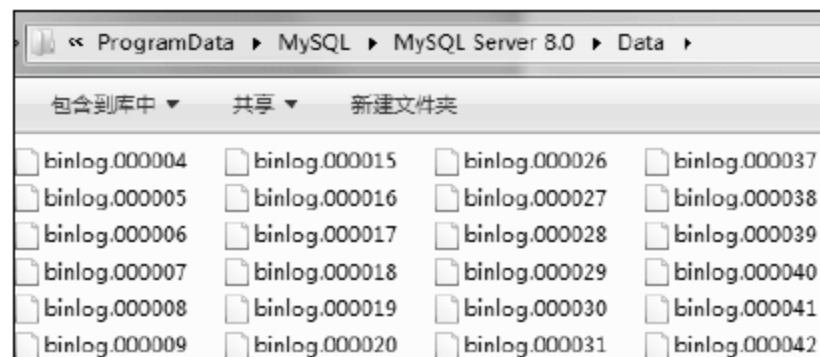 « ProgramData ▸ MySQL ▸ MySQL Server 8.0 ▸ Data ▸
包含到库中 ▼ 共享 ▼ 新建文件夹
binlog.000004 binlog.000015 binlog.000026 binlog.000037
binlog.000005 binlog.000016 binlog.000027 binlog.000038
binlog.000006 binlog.000017 binlog.000028 binlog.000039
binlog.000007 binlog.000018 binlog.000029 binlog.000040
binlog.000008 binlog.000019 binlog.000030 binlog.000041
binlog.000009 binlog.000020 binlog.000031 binlog.000042